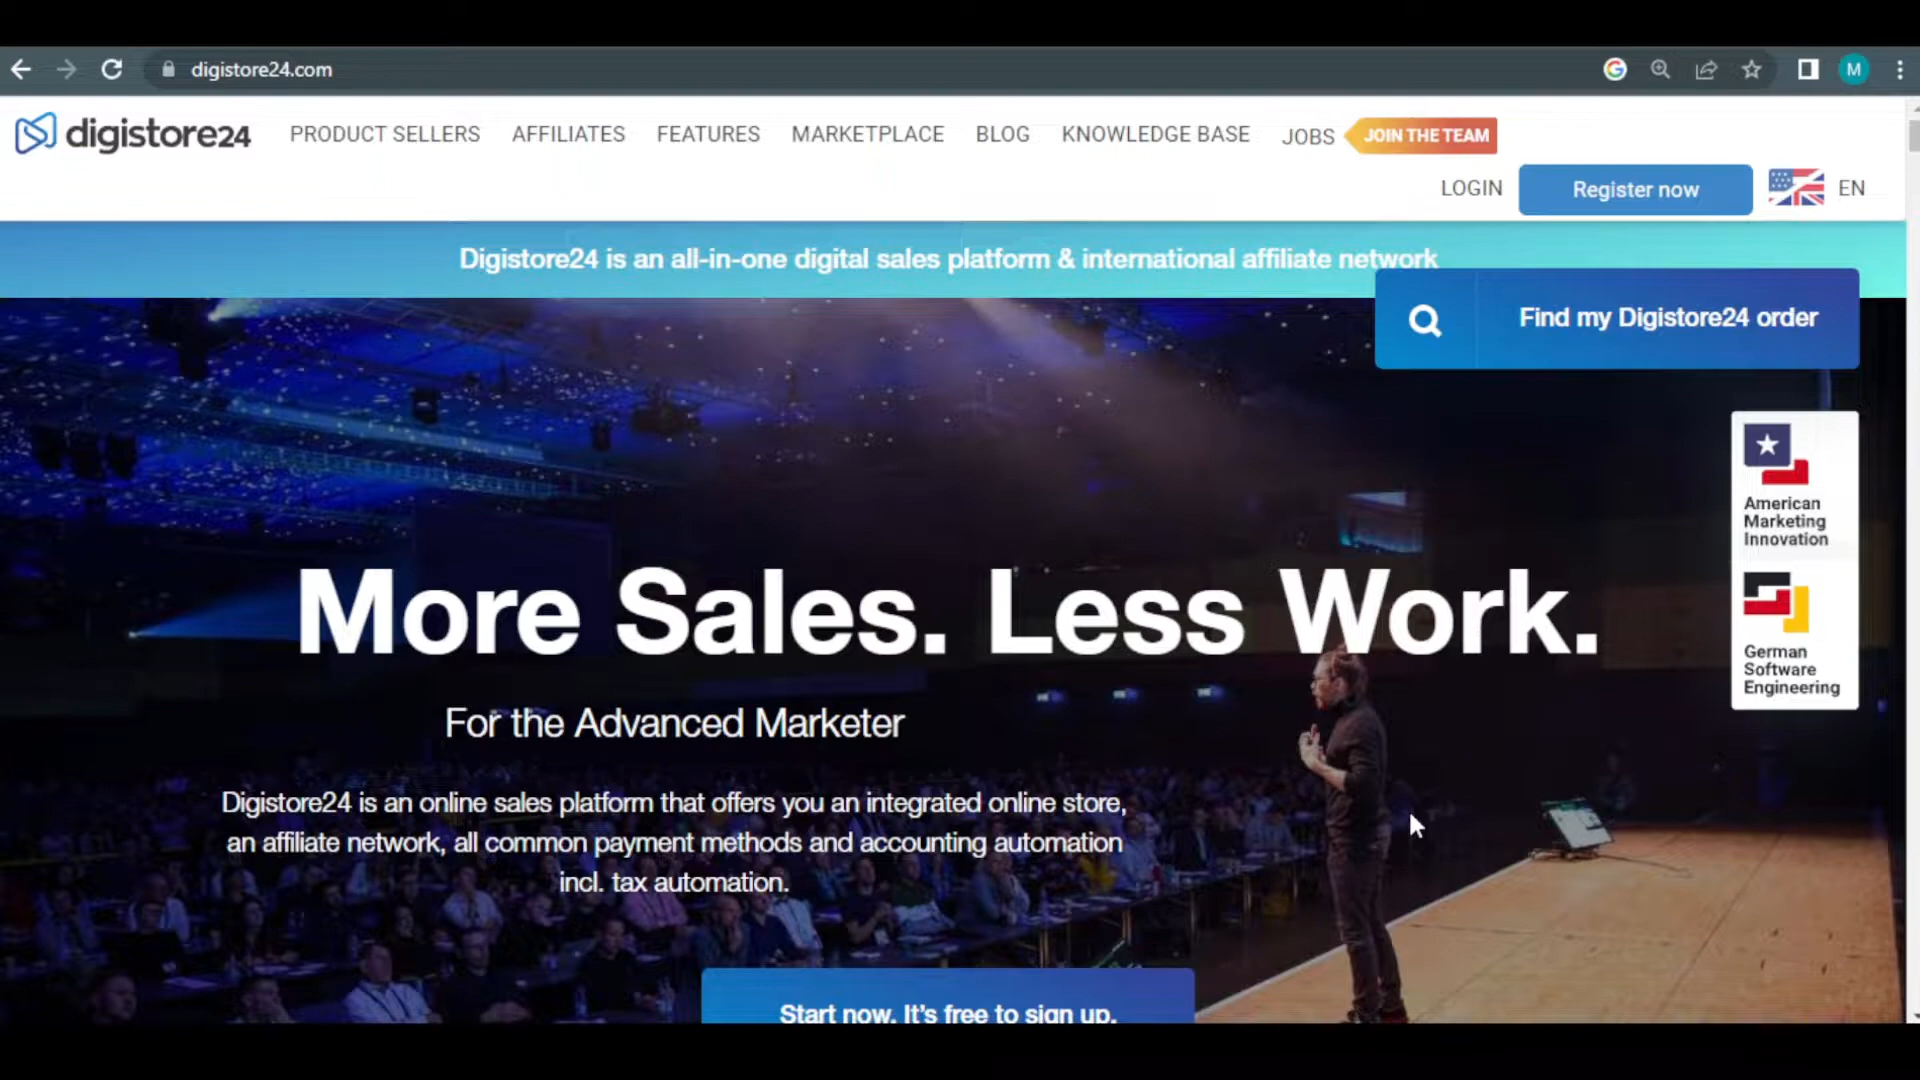 digistore24.com
M
digistore24
PRODUCT SELLERS AFFILIATES FEATURES MARKETPLACE BLOG KNOWLEDGE BASE JOBS JOIN THE TEAM
LOGIN Register now EN
Digistore24 is an all-in-one digital sales platform & international affiliate network
Find my Digistore24 order
American
Marketing
Innovation
German
Software
Engineering
More Sales. Less Work.
For the Advanced Marketer
Digistore24 is an online sales platform that offers you an integrated online store,
an affiliate network, all common payment methods and accounting automation
incl. tax automation.
Start now. It's free to sign up.